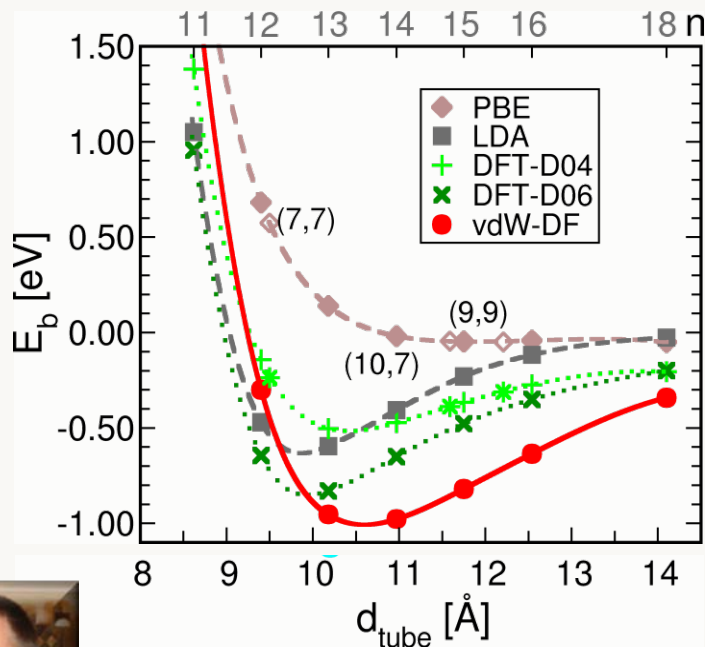 11 12 13 14 15 16 18 n
1.50
1.00
0.50
0.00
-0.50
-1.00
E_b [eV]
PBE
LDA
DFT-D04
DFT-D06
vdW-DF
(7,7)
(9,9)
(10,7)
8 9 10 11 12 13 14
d_tube [Å]